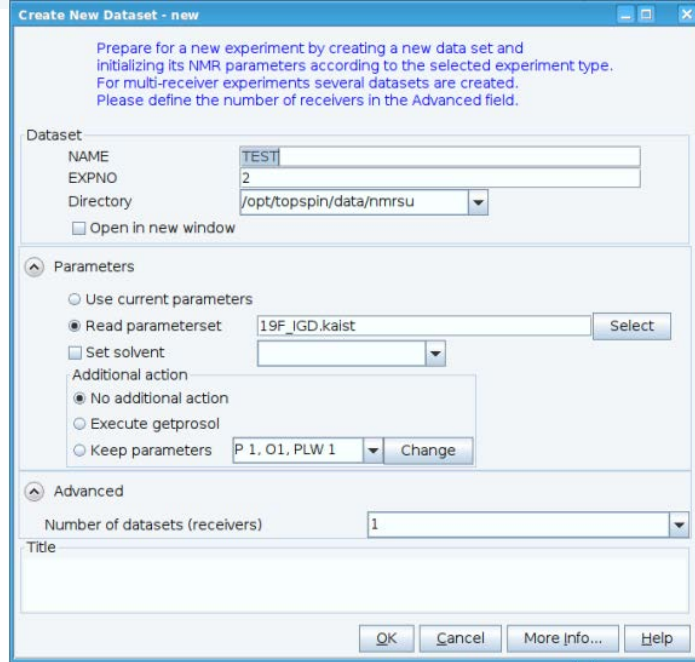 Create New Dataset - new
Prepare for a new experiment by creating a new data set and
initializing its NMR parameters according to the selected experiment type.
For multi-receiver experiments several datasets are created.
Please define the number of receivers in the Advanced field.
Dataset
NAME TEST
EXPNO 2
Directory /opt/topspin/data/nmrsu
Open in new window
Parameters
Use current parameters
Read parameterset 19F_IGD.kaist Select
Set solvent
Additional action
No additional action
Execute getprosol
Keep parameters P 1, O1, PLW 1 Change
Advanced
Number of datasets (receivers) 1
Title
OK Cancel More Info... Help